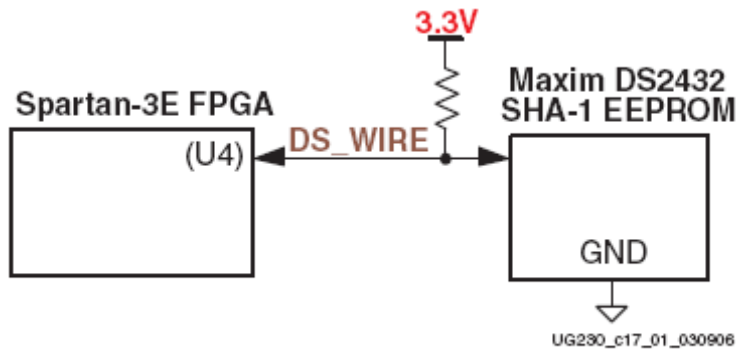 3.3V
Maxim DS2432
SHA-1 EEPROM
Spartan-3E FPGA
(U4)
DS_WIRE
GND
UG230_c17_01_030906